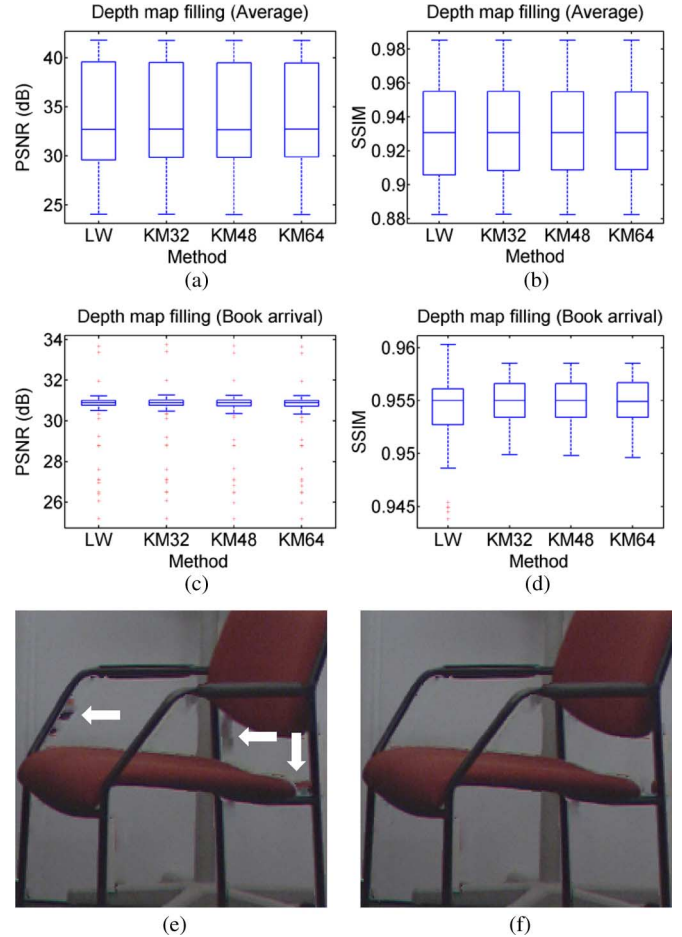 Depth map filling (Average)
40
35
30
25
PSNR (dB)
LW KM32 KM48 KM64
Method
(a)
Depth map filling (Average)
0.98
0.96
0.94
0.92
0.9
0.88
SSIM
LW KM32 KM48 KM64
Method
(b)
Depth map filling (Book arrival)
34
32
30
28
26
PSNR (dB)
LW KM32 KM48 KM64
Method
(c)
Depth map filling (Book arrival)
0.96
0.955
0.95
0.945
SSIM
LW KM32 KM48 KM64
Method
(d)
(e)
(f)